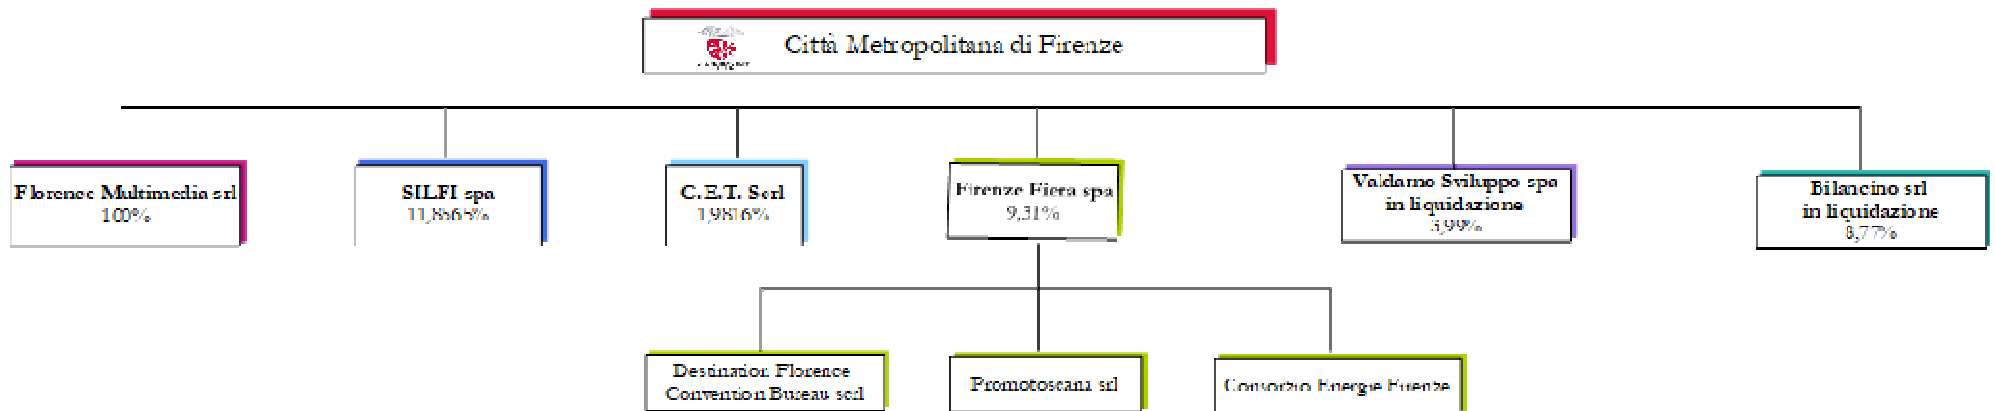 Città Metropolitana di Firenze
Florence Multimedia srl
100%
SILFI spa
11,8565%
C.E.T. Scrl
1,9816%
Firenze Fiera spa
9,31%
Valdarno Sviluppo spa
in liquidazione
3,99%
Bilancino srl
in liquidazione
8,77%
Destination Florence
Convention Bureau scrl
Promotoscana srl
Consorzio Energie Firenze